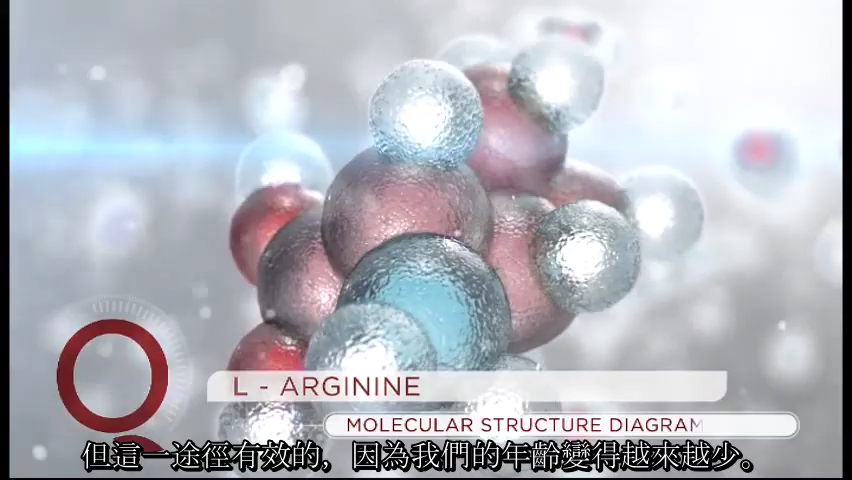 L - ARGININE
MOLECULAR STRUCTURE DIAGRAM
但這一途徑有效的, 因為我們的年齡變得越來越少。